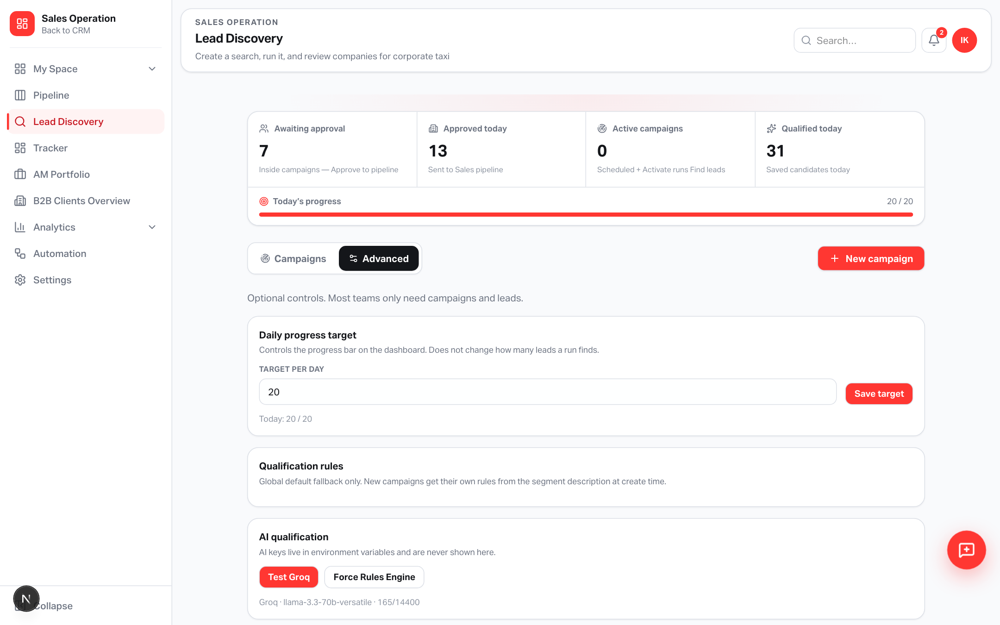 Sales Operation
Back to CRM
My Space
Pipeline
Lead Discovery
Tracker
AM Portfolio
B2B Clients Overview
Analytics
Automation
Settings
N
Collapse
SALES OPERATION
Lead Discovery
Create a search, run it, and review companies for corporate taxi
Search...
2
IK
Awaiting approval
7
Inside campaigns — Approve to pipeline
Approved today
13
Sent to Sales pipeline
Active campaigns
0
Scheduled + Activate runs Find leads
Qualified today
31
Saved candidates today
Today's progress
20 / 20
Campaigns
Advanced
New campaign
Optional controls. Most teams only need campaigns and leads.
Daily progress target
Controls the progress bar on the dashboard. Does not change how many leads a run finds.
TARGET PER DAY
20
Save target
Today: 20 / 20
Qualification rules
Global default fallback only. New campaigns get their own rules from the segment description at create time.
AI qualification
AI keys live in environment variables and are never shown here.
Test Groq
Force Rules Engine
Groq · llama-3.3-70b-versatile · 165/14400